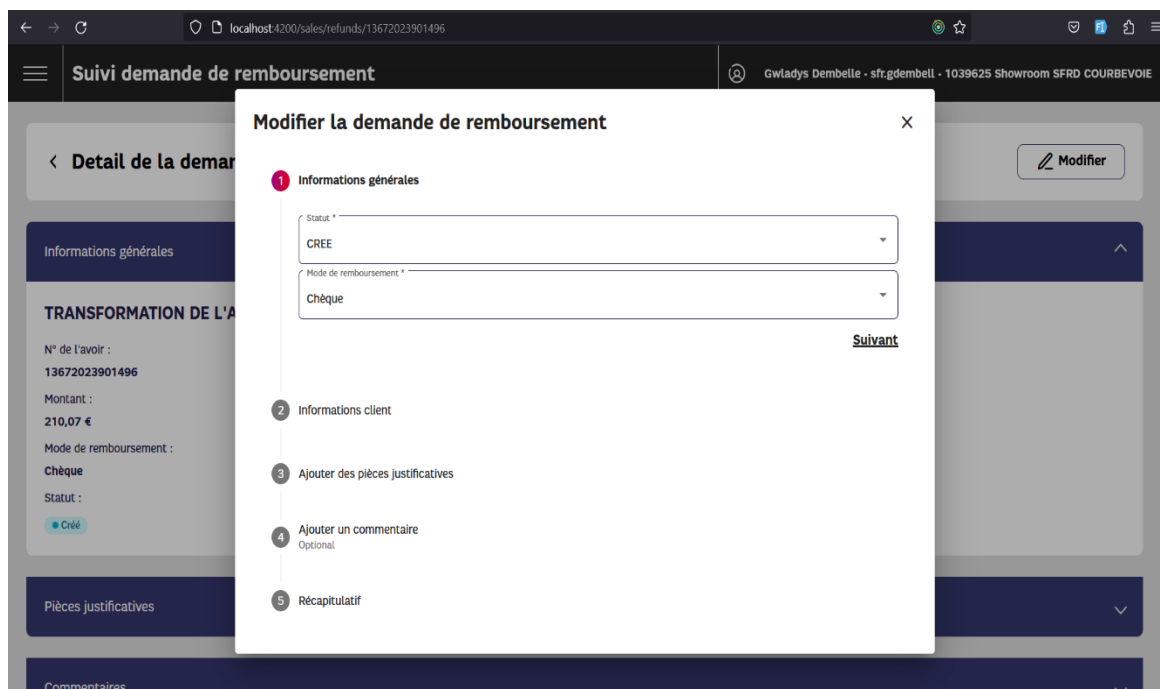 localhost:4200/sales/refunds/13672023901496
Suivi demande de remboursement
Gwladys Dembelle - sfr.gdembell - 1039625 Showroom SFRD COURBEVOIE
Modifier la demande de remboursement
Detail de la deman
Modifier
1 Informations générales
Statut *
CREE
Mode de remboursement *
Chèque
Suivant
2 Informations client
3 Ajouter des pièces justificatives
4 Ajouter un commentaire
Optional
5 Récapitulatif
Informations générales
TRANSFORMATION DE L'A
N° de l'avoir :
13672023901496
Montant :
210,07 €
Mode de remboursement :
Chèque
Statut :
Créé
Pièces justificatives
Commentaires